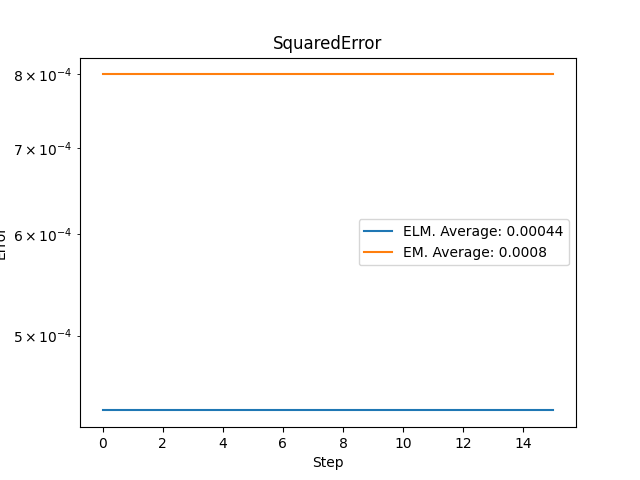 SquaredError
8 × 10⁻⁴
7 × 10⁻⁴
6 × 10⁻⁴
5 × 10⁻⁴
Error
ELM. Average: 0.00044
EM. Average: 0.0008
0 2 4 6 8 10 12 14
Step